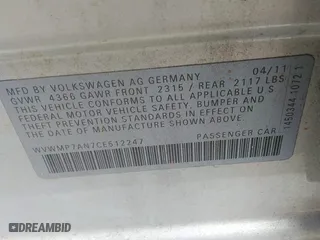 MFD BY VOLKSWAGEN AG GERMANY 04/11
GVWR 4366 GAWR FRONT 2315 / REAR 2117 LBS
THIS CONFORMS TO ALL APPLICABLE U S
FEDERAL MOTOR VEHICLE SAFETY, BUMPER AND
THEFT PREVENTION STANDARDS IN EFFECT ON
THE DATE OF MANUFACTURE SHOWN ABOVE
WVWMP7AN7CE512247 PASSENGER CAR